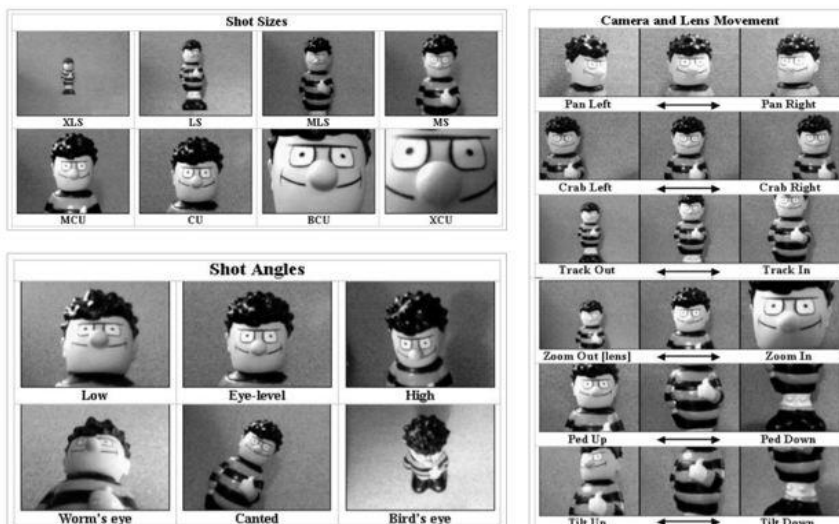 Shot Sizes
XLS LS MLS MS
MCU CU BCU XCU
Shot Angles
Low Eye-level High
Worm's eye Canted Bird's eye
Camera and Lens Movement
Pan Left Pan Right
Crab Left Crab Right
Track Out Track In
Zoom Out [lens] Zoom In
Ped Up Ped Down
Tilt Up Tilt Down